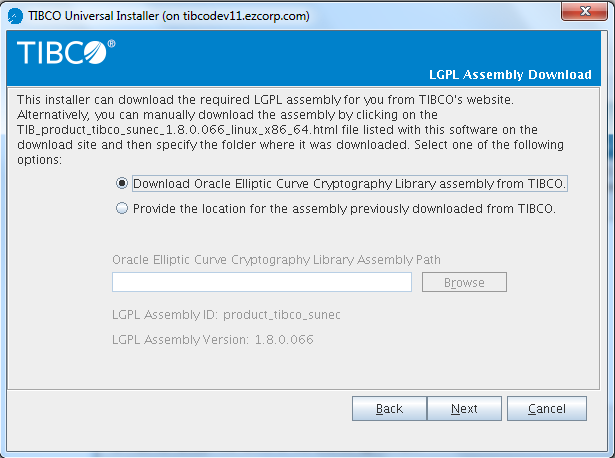 TIBCO Universal Installer (on tibcodev11.ezcorp.com)
TIBCO®
LGPL Assembly Download
This installer can download the required LGPL assembly for you from TIBCO's website.
Alternatively, you can manually download the assembly by clicking on the
TIB_product_tibco_sunec_1.8.0.066_linux_x86_64.html file listed with this software on the
download site and then specify the folder where it was downloaded. Select one of the following
options:
Download Oracle Elliptic Curve Cryptography Library assembly from TIBCO.
Provide the location for the assembly previously downloaded from TIBCO.
Oracle Elliptic Curve Cryptography Library Assembly Path
Browse
LGPL Assembly ID: product_tibco_sunec
LGPL Assembly Version: 1.8.0.066
Back Next Cancel